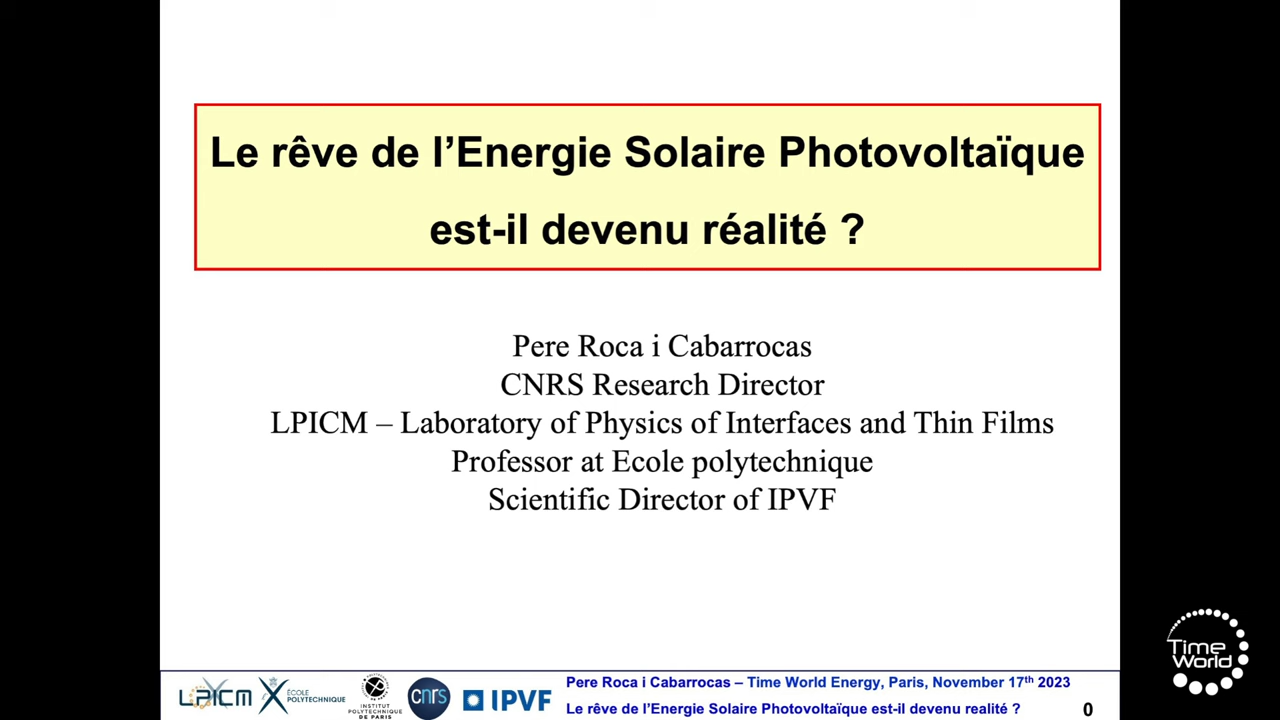 Le rêve de l’Energie Solaire Photovoltaïque
est-il devenu réalité ?
Pere Roca i Cabarrocas
CNRS Research Director
LPICM – Laboratory of Physics of Interfaces and Thin Films
Professor at Ecole polytechnique
Scientific Director of IPVF
Time
World
LPICM
ÉCOLE
POLYTECHNIQUE
INSTITUT
POLYTECHNIQUE
DE PARIS
cnrs
IPVF
Pere Roca i Cabarrocas – Time World Energy, Paris, November 17th 2023
Le rêve de l’Energie Solaire Photovoltaïque est-il devenu realité ?
0